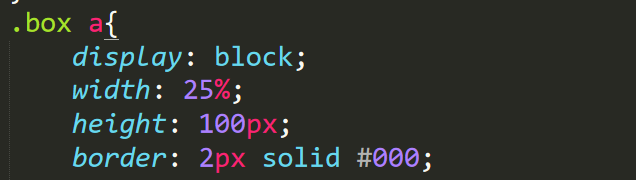 .box a{
display: block;
width: 25%;
height: 100px;
border: 2px solid #000;